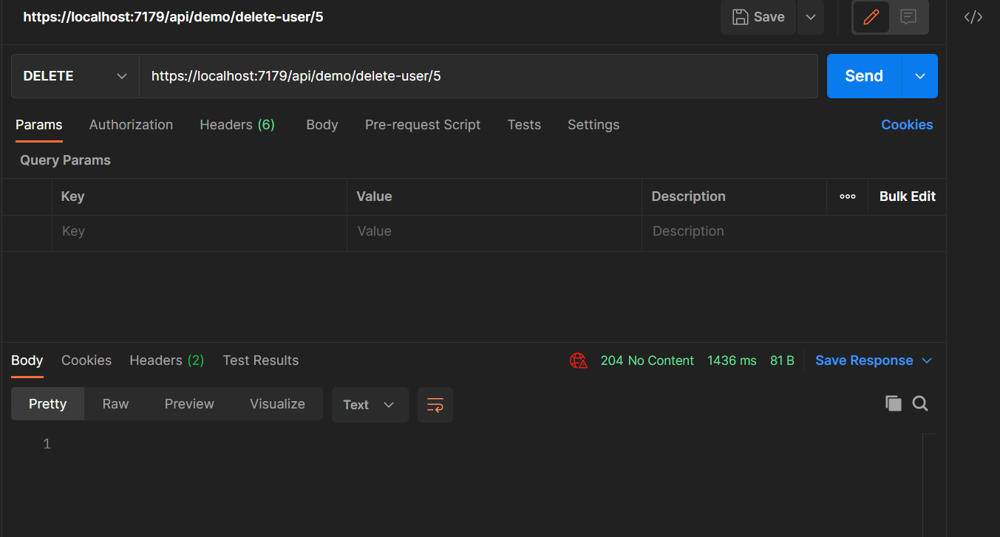 https://localhost:7179/api/demo/delete-user/5 Save </>
DELETE https://localhost:7179/api/demo/delete-user/5 Send
Params Authorization Headers (6) Body Pre-request Script Tests Settings Cookies
Query Params
Key Value Description ooo Bulk Edit
Key Value Description
Body Cookies Headers (2) Test Results 204 No Content 1436 ms 81 B Save Response
Pretty Raw Preview Visualize Text
1